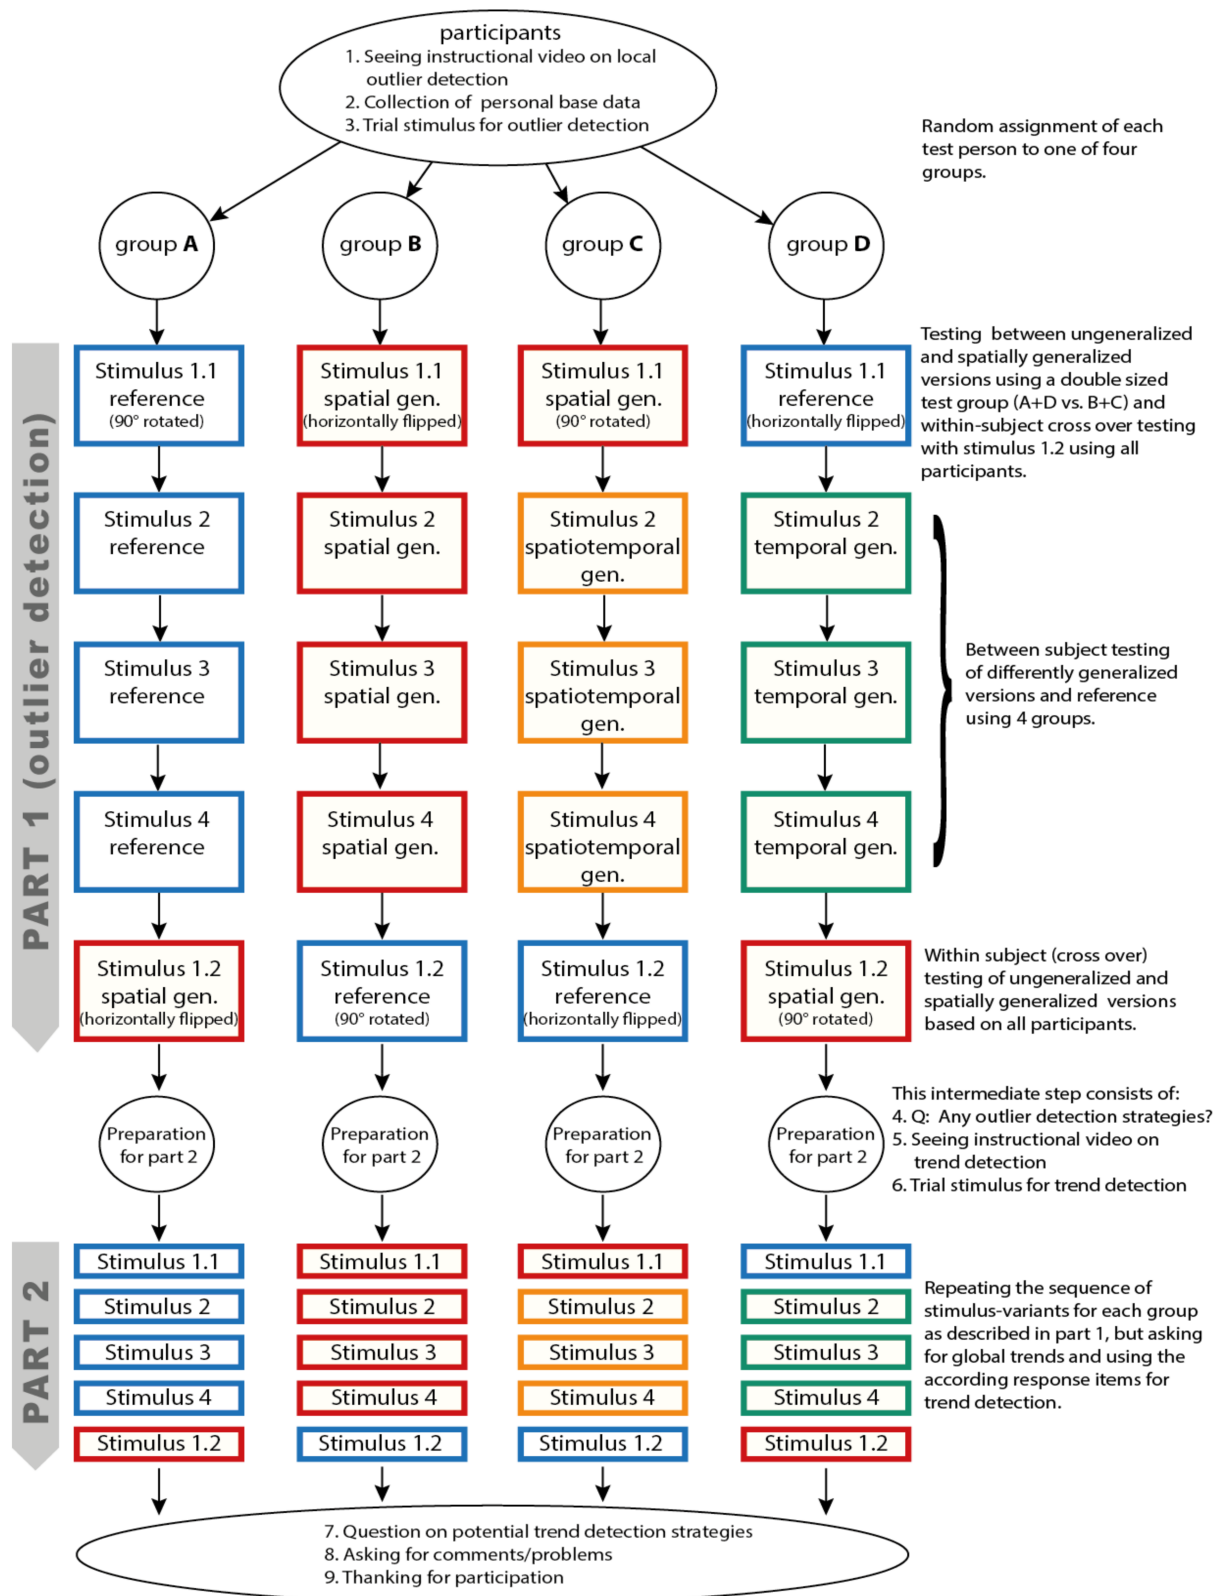 participants
1. Seeing instructional video on local
outlier detection
2. Collection of personal base data
3. Trial stimulus for outlier detection
Random assignment of each
test person to one of four
groups.
group A
group B
group C
group D
PART 1 (outlier detection)
Stimulus 1.1
reference
(90° rotated)
Stimulus 1.1
spatial gen.
(horizontally flipped)
Stimulus 1.1
spatial gen.
(90° rotated)
Stimulus 1.1
reference
(horizontally flipped)
Testing between ungeneralized
and spatially generalized
versions using a double sized
test group (A+D vs. B+C) and
within-subject cross over testing
with stimulus 1.2 using all
participants.
Stimulus 2
reference
Stimulus 2
spatial gen.
Stimulus 2
spatiotemporal
gen.
Stimulus 2
temporal gen.
Stimulus 3
reference
Stimulus 3
spatial gen.
Stimulus 3
spatiotemporal
gen.
Stimulus 3
temporal gen.
Between subject testing
of differently generalized
versions and reference
using 4 groups.
Stimulus 4
reference
Stimulus 4
spatial gen.
Stimulus 4
spatiotemporal
gen.
Stimulus 4
temporal gen.
Stimulus 1.2
spatial gen.
(horizontally flipped)
Stimulus 1.2
reference
(90° rotated)
Stimulus 1.2
reference
(horizontally flipped)
Stimulus 1.2
spatial gen.
(90° rotated)
Within subject (cross over)
testing of ungeneralized and
spatially generalized versions
based on all participants.
Preparation
for part 2
Preparation
for part 2
Preparation
for part 2
Preparation
for part 2
This intermediate step consists of:
4. Q: Any outlier detection strategies?
5. Seeing instructional video on
trend detection
6. Trial stimulus for trend detection
PART 2
Stimulus 1.1
Stimulus 1.1
Stimulus 1.1
Stimulus 1.1
Stimulus 2
Stimulus 2
Stimulus 2
Stimulus 2
Stimulus 3
Stimulus 3
Stimulus 3
Stimulus 3
Stimulus 4
Stimulus 4
Stimulus 4
Stimulus 4
Stimulus 1.2
Stimulus 1.2
Stimulus 1.2
Stimulus 1.2
Repeating the sequence of
stimulus-variants for each group
as described in part 1, but asking
for global trends and using the
according response items for
trend detection.
7. Question on potential trend detection strategies
8. Asking for comments/problems
9. Thanking for participation